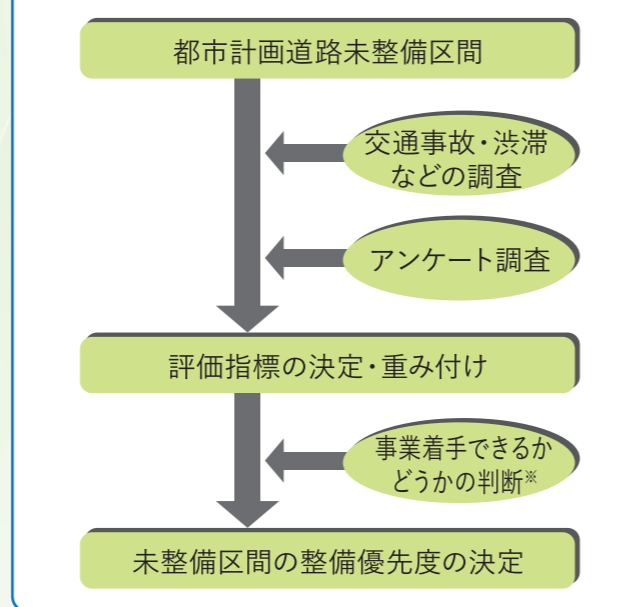 都市計画道路未整備区間
交通事故・渋滞
などの調査
アンケート調査
評価指標の決定・重み付け
事業着手できるか
どうかの判断※
未整備区間の整備優先度の決定